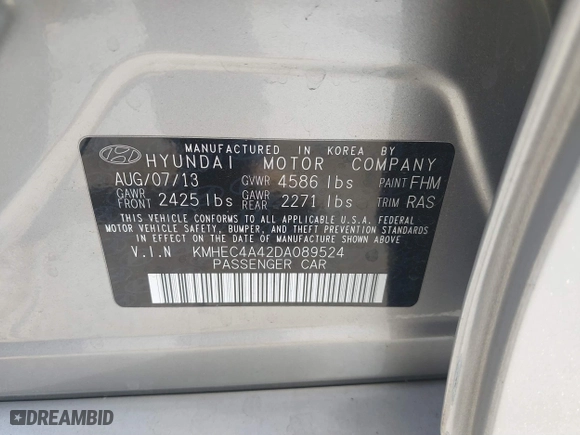 MANUFACTURED IN KOREA BY
HYUNDAI MOTOR COMPANY
AUG/07/13 GVWR 4586 lbs PAINT FHM
GAWR FRONT 2425 lbs GAWR REAR 2271 lbs TRIM RAS
THIS VEHICLE CONFORMS TO ALL APPLICABLE U.S.A. FEDERAL
MOTOR VEHICLE SAFETY, BUMPER, AND THEFT PREVENTION STANDARDS
IN EFFECT ON THE DATE OF MANUFACTURE SHOWN ABOVE.
V.I.N KMHEC4A42DA089524
PASSENGER CAR
DREAMBID